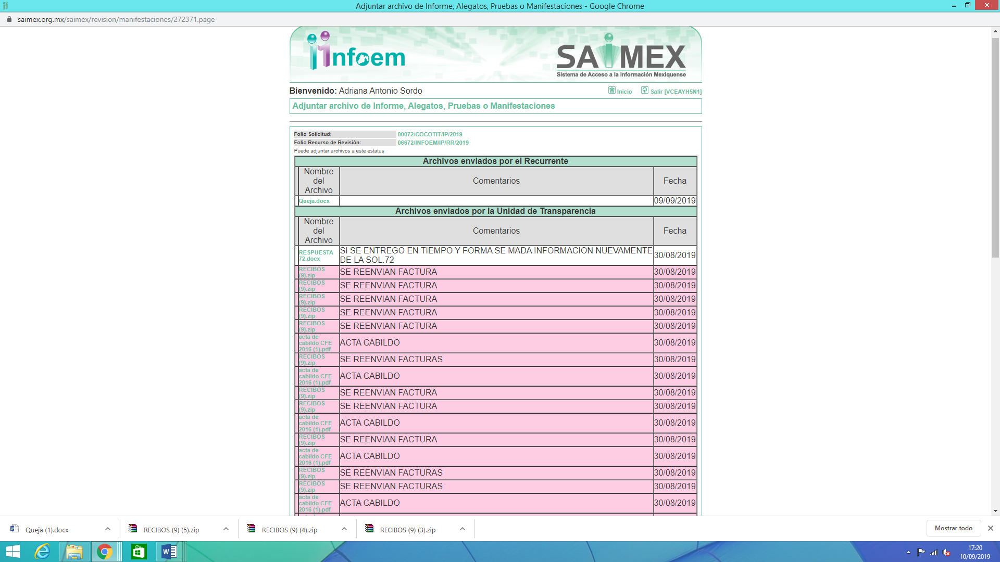 Adjuntar archivo de Informe, Alegatos, Pruebas o Manifestaciones - Google Chrome
saimex.org.mx/saimex/revision/manifestaciones/272371.page
infoem
SAIMEX
Sistema de Acceso a la Información Mexiquense
Bienvenido: Adriana Antonio Sordo
Inicio
Salir [VCEAYH5N1]
Adjuntar archivo de Informe, Alegatos, Pruebas o Manifestaciones
Folio Solicitud: 00072/COCOTIT/IP/2019
Folio Recurso de Revisión: 06672/INFOEM/IP/RR/2019
Puede adjuntar archivos a este estatus
Archivos enviados por el Recurrente
Nombre
del
Archivo
Comentarios
Fecha
Queja.docx
09/09/2019
Archivos enviados por la Unidad de Transparencia
Nombre
del
Archivo
Comentarios
Fecha
RESPUESTA
72.docx
SI SE ENTREGO EN TIEMPO Y FORMA SE MADA INFORMACION NUEVAMENTE
DE LA SOL.72
30/08/2019
RECIBOS
(9).zip
SE REENVIAN FACTURA
30/08/2019
RECIBOS
(9).zip
SE REENVIAN FACTURA
30/08/2019
RECIBOS
(9).zip
SE REENVIAN FACTURA
30/08/2019
RECIBOS
(9).zip
SE REENVIAN FACTURA
30/08/2019
RECIBOS
(9).zip
SE REENVIAN FACTURA
30/08/2019
acta de
cabildo CFE
2016 (1).pdf
ACTA CABILDO
30/08/2019
RECIBOS
(9).zip
SE REENVIAN FACTURAS
30/08/2019
acta de
cabildo CFE
2016 (1).pdf
ACTA CABILDO
30/08/2019
RECIBOS
(9).zip
SE REENVIAN FACTURA
30/08/2019
RECIBOS
(9).zip
SE REENVIAN FACTURA
30/08/2019
acta de
cabildo CFE
2016 (1).pdf
ACTA CABILDO
30/08/2019
RECIBOS
(9).zip
SE REENVIAN FACTURA
30/08/2019
acta de
cabildo CFE
2016 (1).pdf
ACTA CABILDO
30/08/2019
RECIBOS
(9).zip
SE REENVIAN FACTURAS
30/08/2019
RECIBOS
(9).zip
SE REENVIAN FACTURAS
30/08/2019
acta de
cabildo CFE
2016 (1).pdf
ACTA CABILDO
30/08/2019
Queja (1).docx
RECIBOS (9) (5).zip
RECIBOS (9) (4).zip
RECIBOS (9) (3).zip
Mostrar todo
17:20
10/09/2019